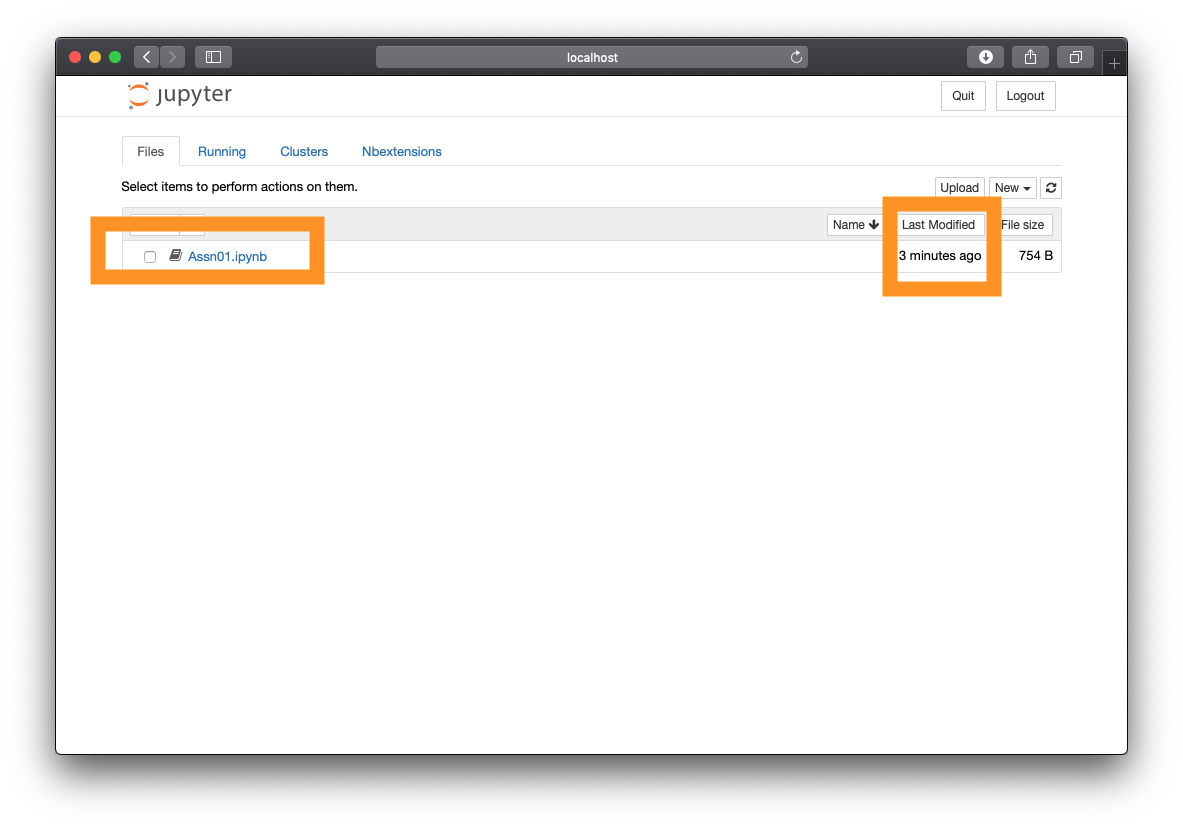 localhost
jupyter
Quit Logout
Files Running Clusters Nbextensions
Select items to perform actions on them.
Upload New
Name Last Modified File size
Assn01.ipynb 3 minutes ago 754 B